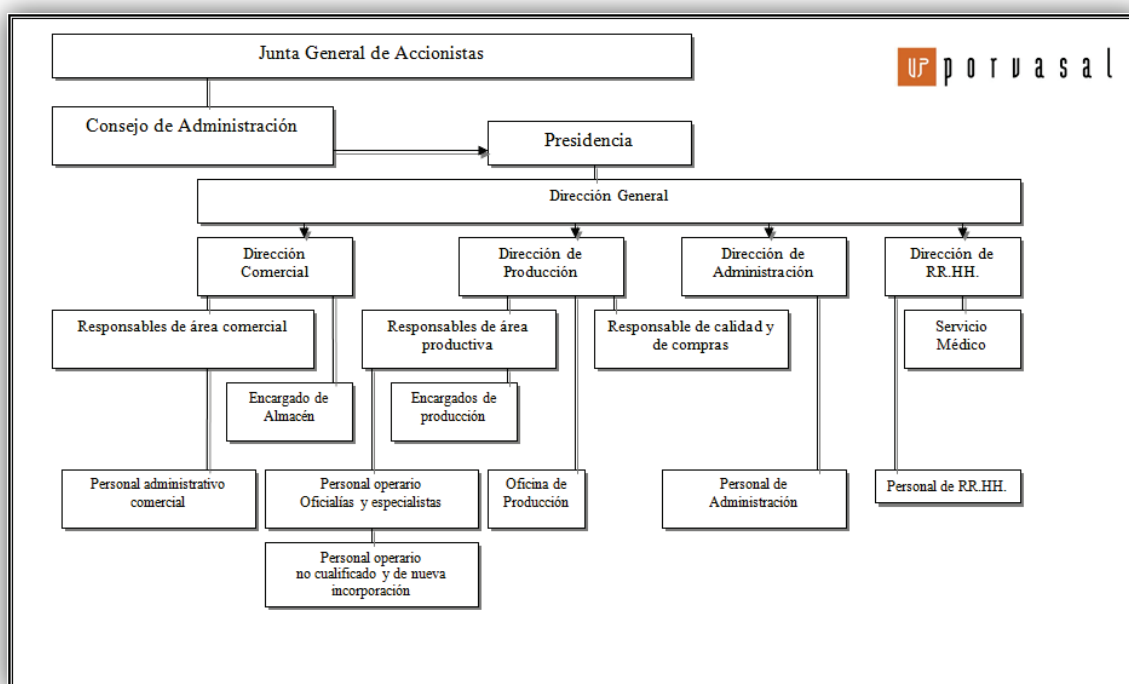 Junta General de Accionistas
VP porvasal
Consejo de Administración
Presidencia
Dirección General
Dirección
Comercial
Dirección de
Producción
Dirección de
Administración
Dirección de
RR.HH.
Responsables de área comercial
Responsables de área
productiva
Responsable de calidad y
de compras
Servicio
Médico
Encargado de
Almacén
Encargados de
producción
Personal administrativo
comercial
Personal operario
Oficialías y especialistas
Oficina de
Producción
Personal de
Administración
Personal de RR.HH.
Personal operario
no cualificado y de nueva
incorporación